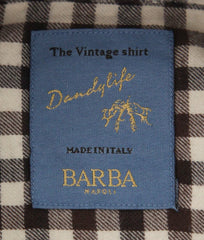 The Vintage shirt
Dandylife
MADE IN ITALY
BARBA
NAPOLI